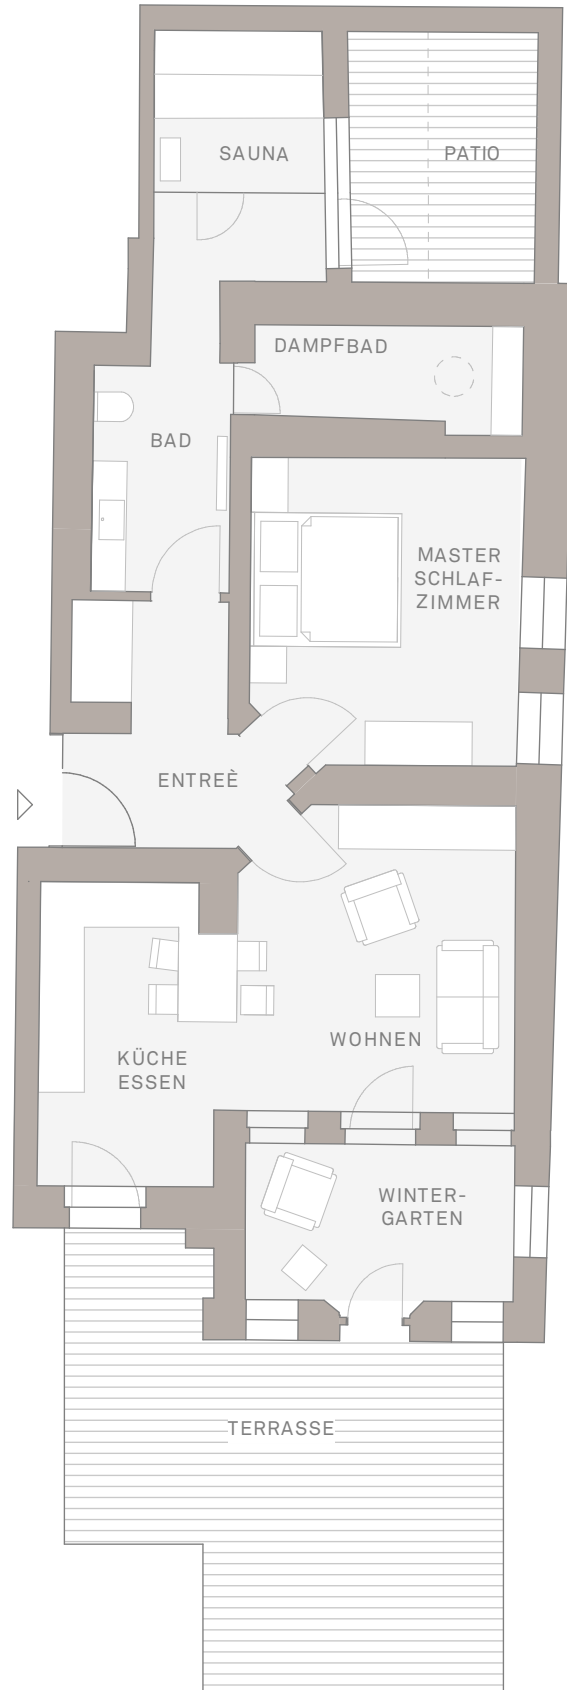 SAUNA
PATIO
DAMPFBAD
BAD
MASTER
SCHLAF-
ZIMMER
ENTREÈ
WOHNEN
KÜCHE
ESSEN
WINTER-
GARTEN
TERRASSE